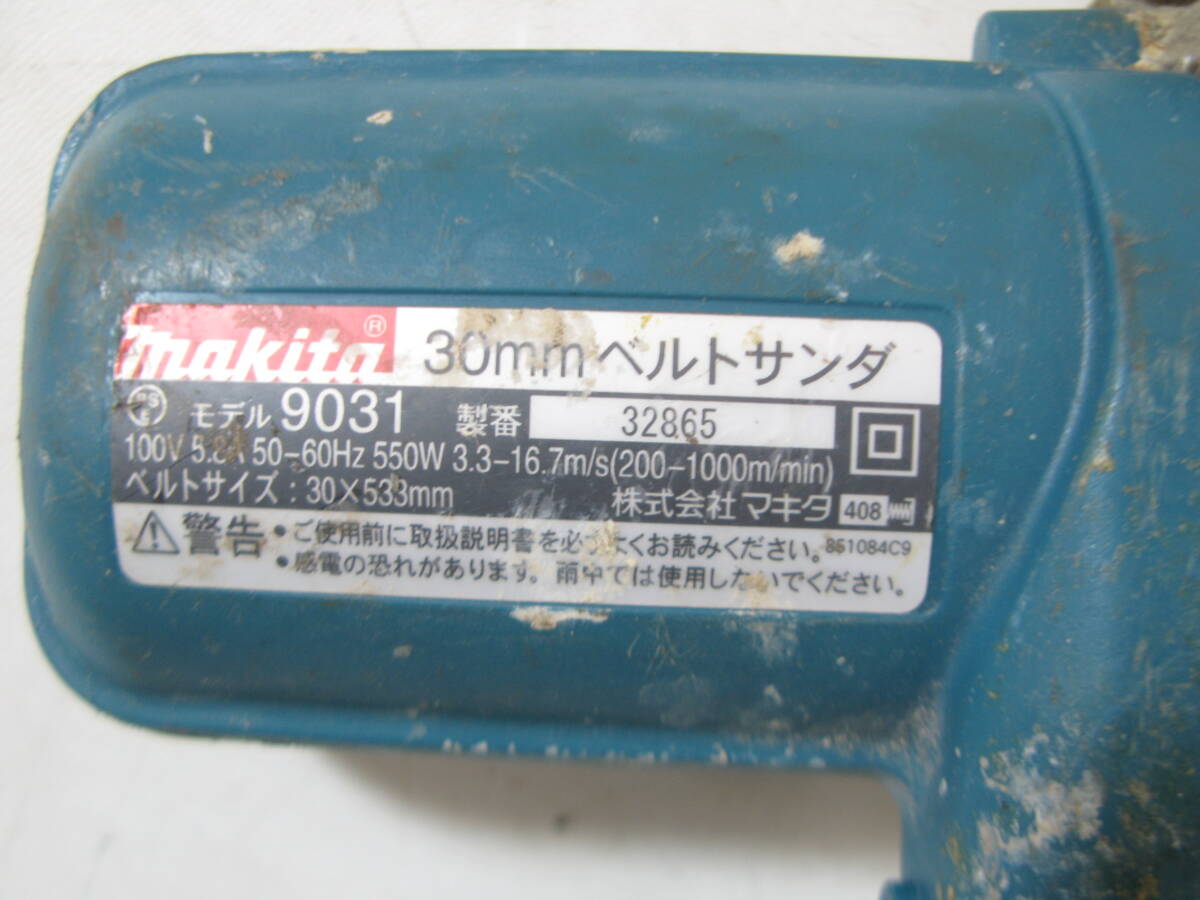 makita® 30mm ベルトサンダ
PSE モデル 9031 製番 32865
100V 5.8A 50-60Hz 550W 3.3-16.7m/s(200-1000m/min)
ベルトサイズ：30×533mm 株式会社 マキタ 408
警告 ・ご使用前に取扱説明書を必ずよくお読みください。 851084C9
・感電の恐れがあります。雨中では使用しないでください。